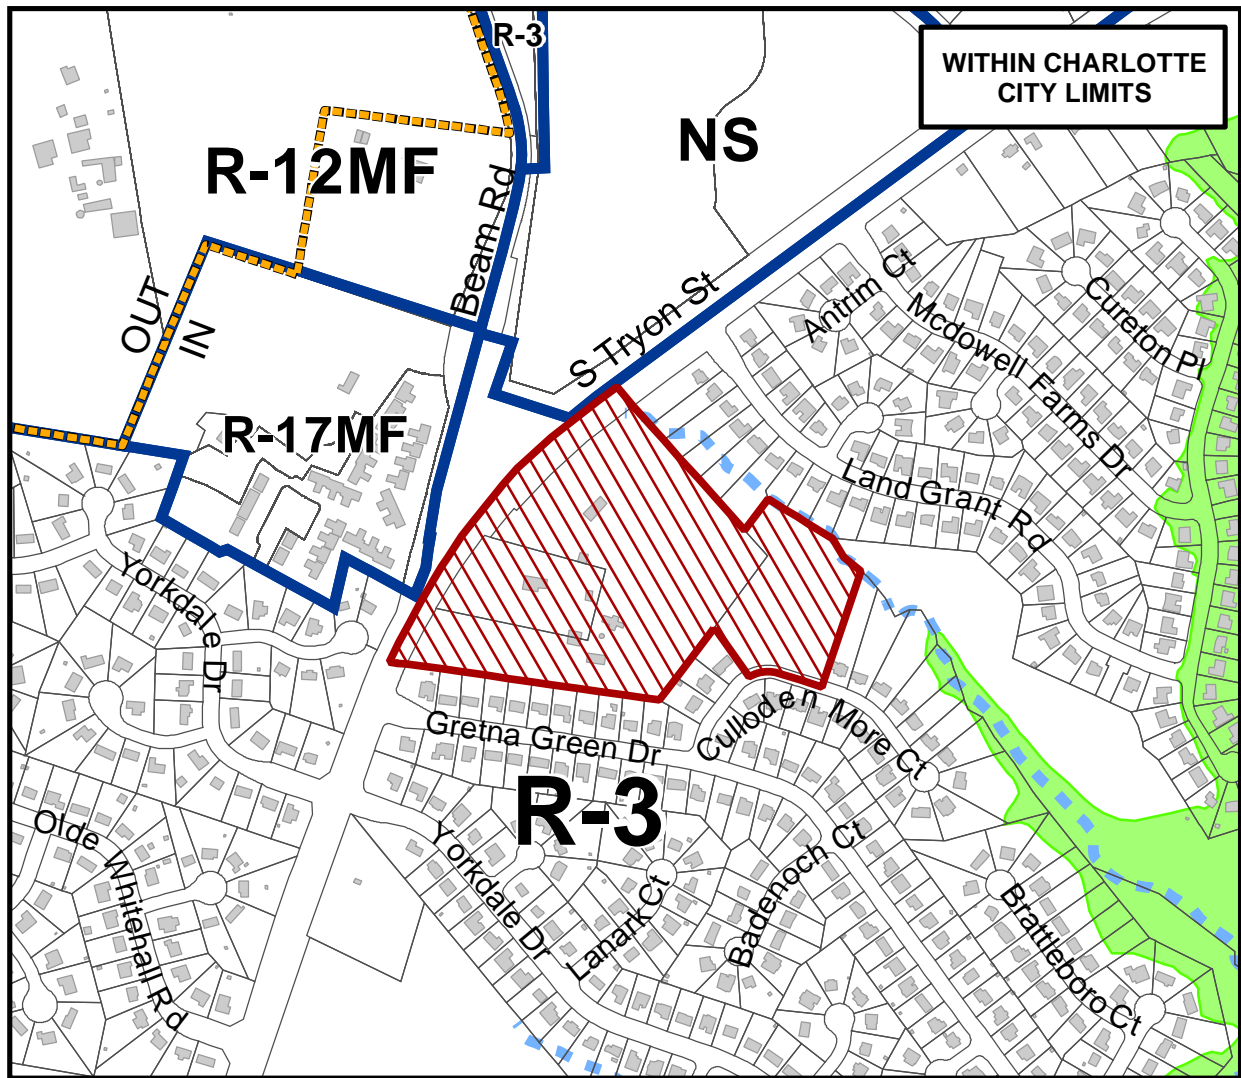 R-3
WITHIN CHARLOTTE
CITY LIMITS
NS
R-12MF
Beam Rd
OUT
IN
S Tryon St
Antrim Ct
Cureton Pl
Mcdowell Farms Dr
R-17MF
Land Grant Rd
Yorkdale Dr
Culloden More Ct
Gretna Green Dr
R-3
Olde Whitehall Rd
Yorkdale Dr
Lanark Ct
Badenoch Ct
Brattleboro Ct